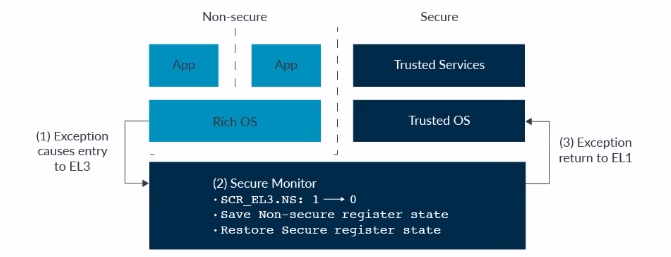 Non-secure
Secure
App
App
Trusted Services
Rich OS
Trusted OS
(1) Exception
causes entry
to EL3
(3) Exception
return to EL1
(2) Secure Monitor
· SCR_EL3.NS: 1 ⟶ 0
· Save Non-secure register state
· Restore Secure register state